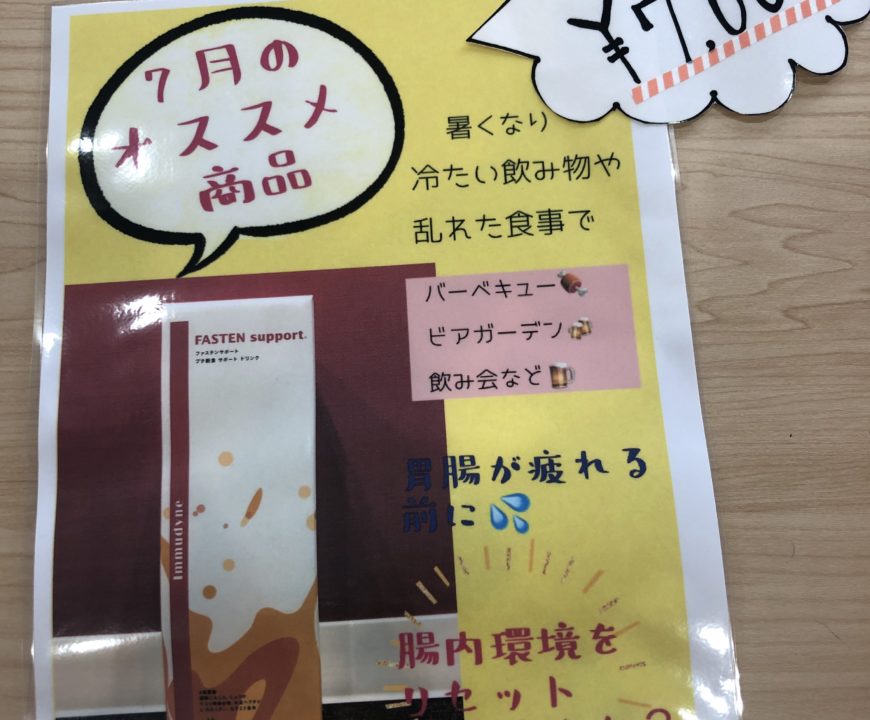 7月の
オススメ
商品
暑くなり
冷たい飲み物や
乱れた食事で
バーベキュー🍖
ビアガーデン🍻
飲み会など🍺
胃腸が疲れる
前に💦
腸内環境を
リセット
FASTEN support.
ファステンサポート
プチ断食 サポート ドリンク
Immudyne